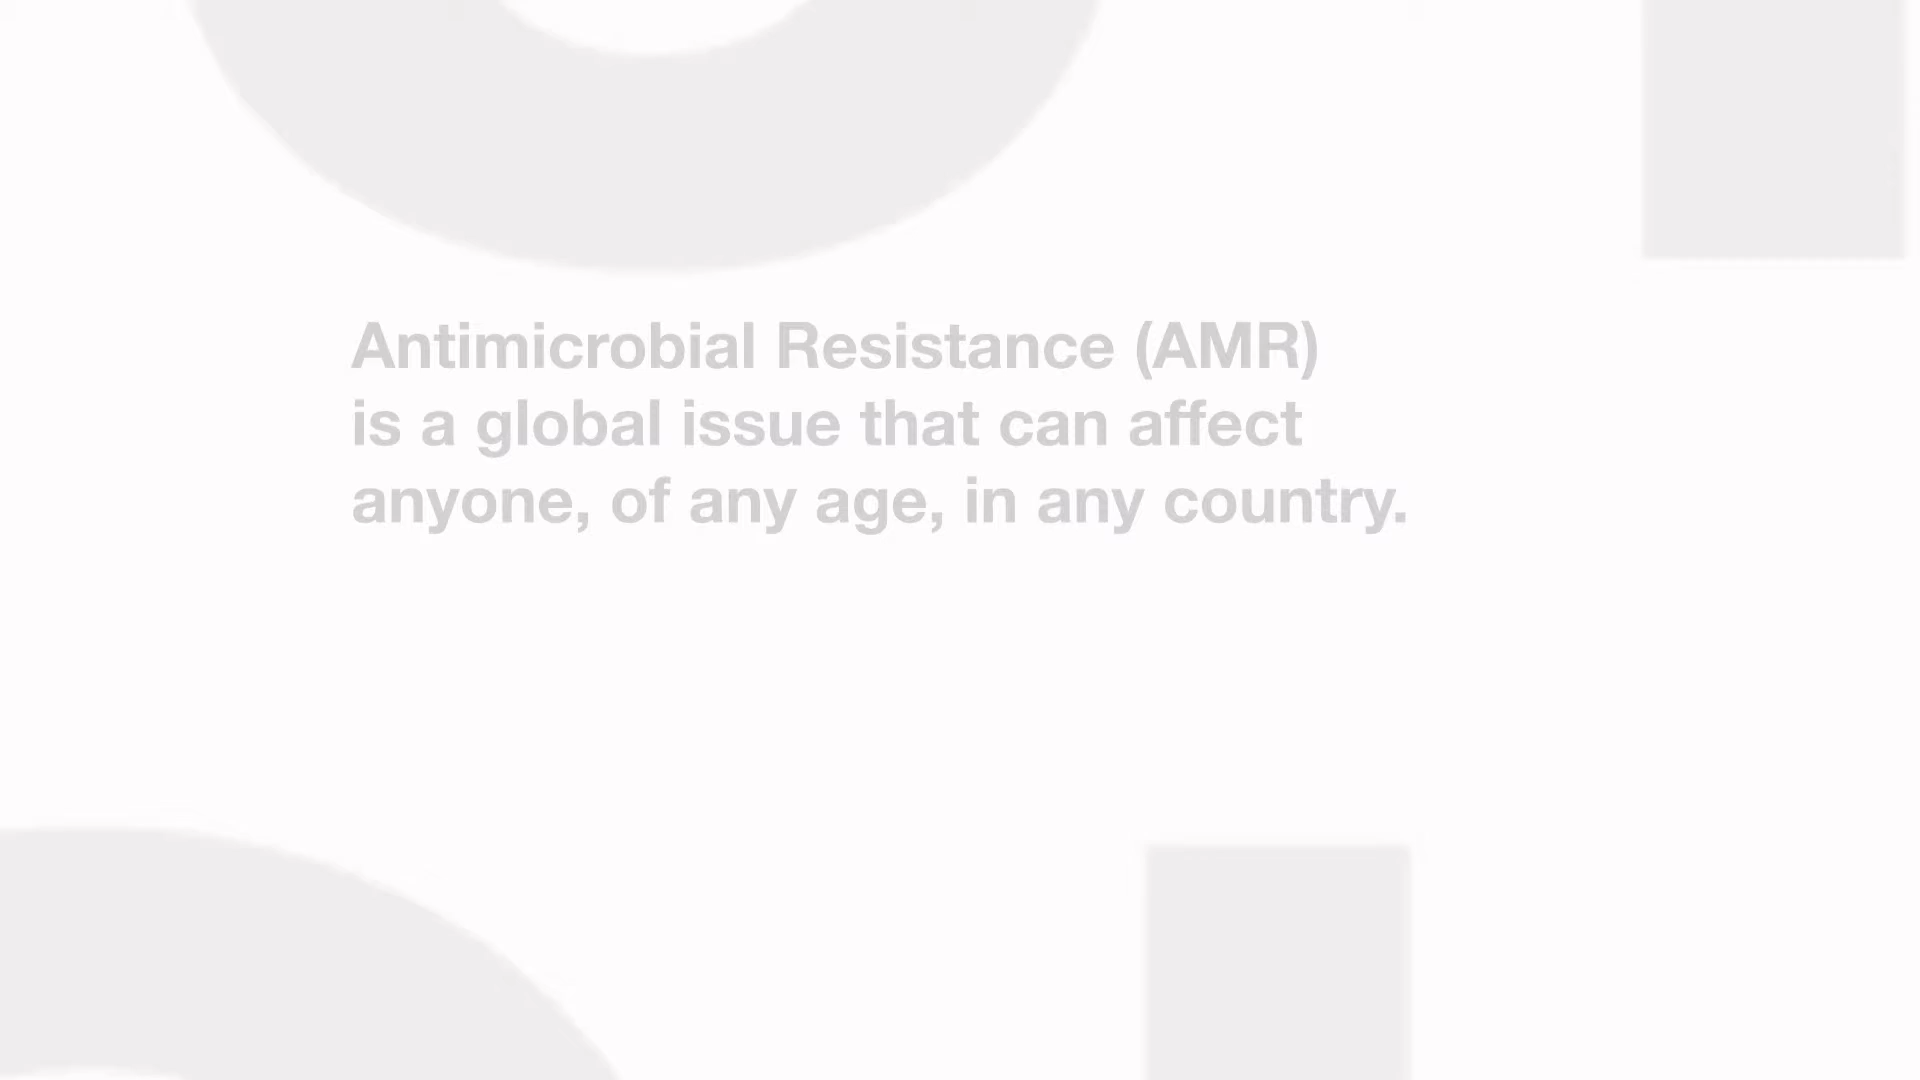 Antimicrobial Resistance (AMR)
is a global issue that can affect
anyone, of any age, in any country.